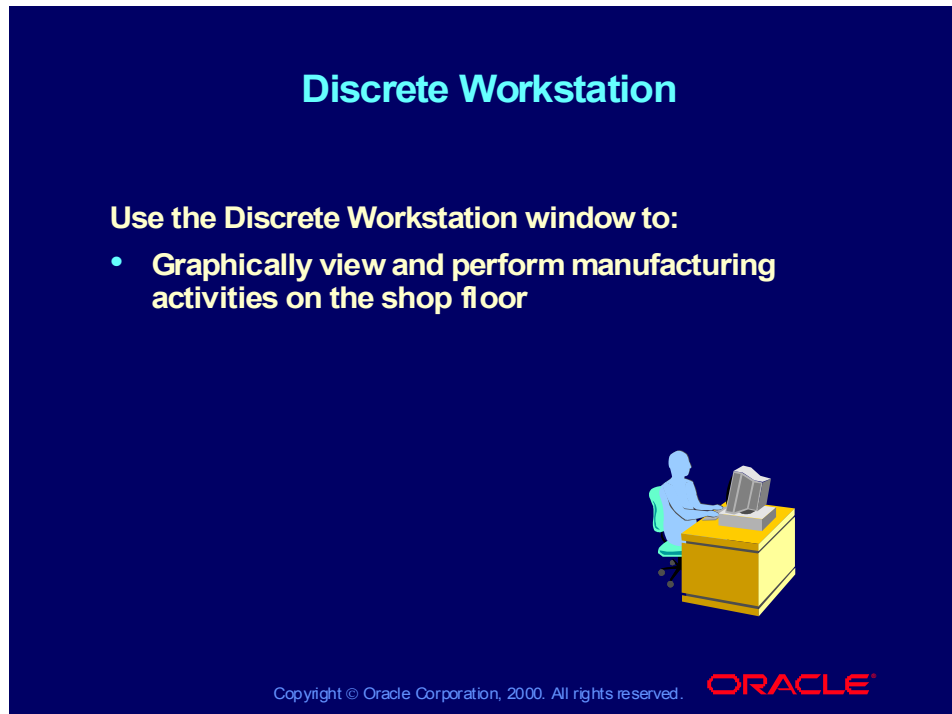 Discrete Workstation
Use the Discrete Workstation window to:
• Graphically view and perform manufacturing
activities on the shop floor
Copyright © Oracle Corporation, 2000. All rights reserved.
ORACLE®